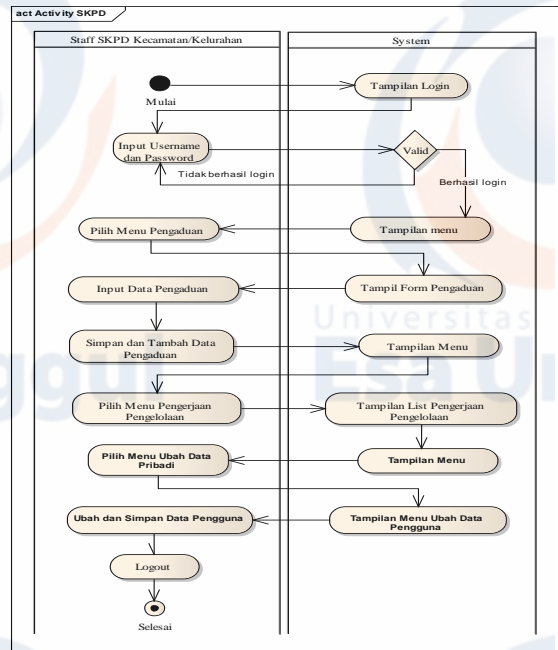 act Activity SKPD
Staff SKPD Kecamatan/Kelurahan
System
Mulai
Tampilan Login
Input Username
dan Password
Valid
Tidak berhasil login
Berhasil login
Pilih Menu Pengaduan
Tampilan menu
Input Data Pengaduan
Tampil Form Pengaduan
Universitas
Simpan dan Tambah Data
Pengaduan
Tampilan Menu
ggul
Esa U
Pilih Menu Pengerjaan
Pengelolaan
Tampilan List Pengerjaan
Pengelolaan
Pilih Menu Ubah Data
Pribadi
Tampilan Menu
Ubah dan Simpan Data Pengguna
Tampilan Menu Ubah Data
Pengguna
Logout
Selesai